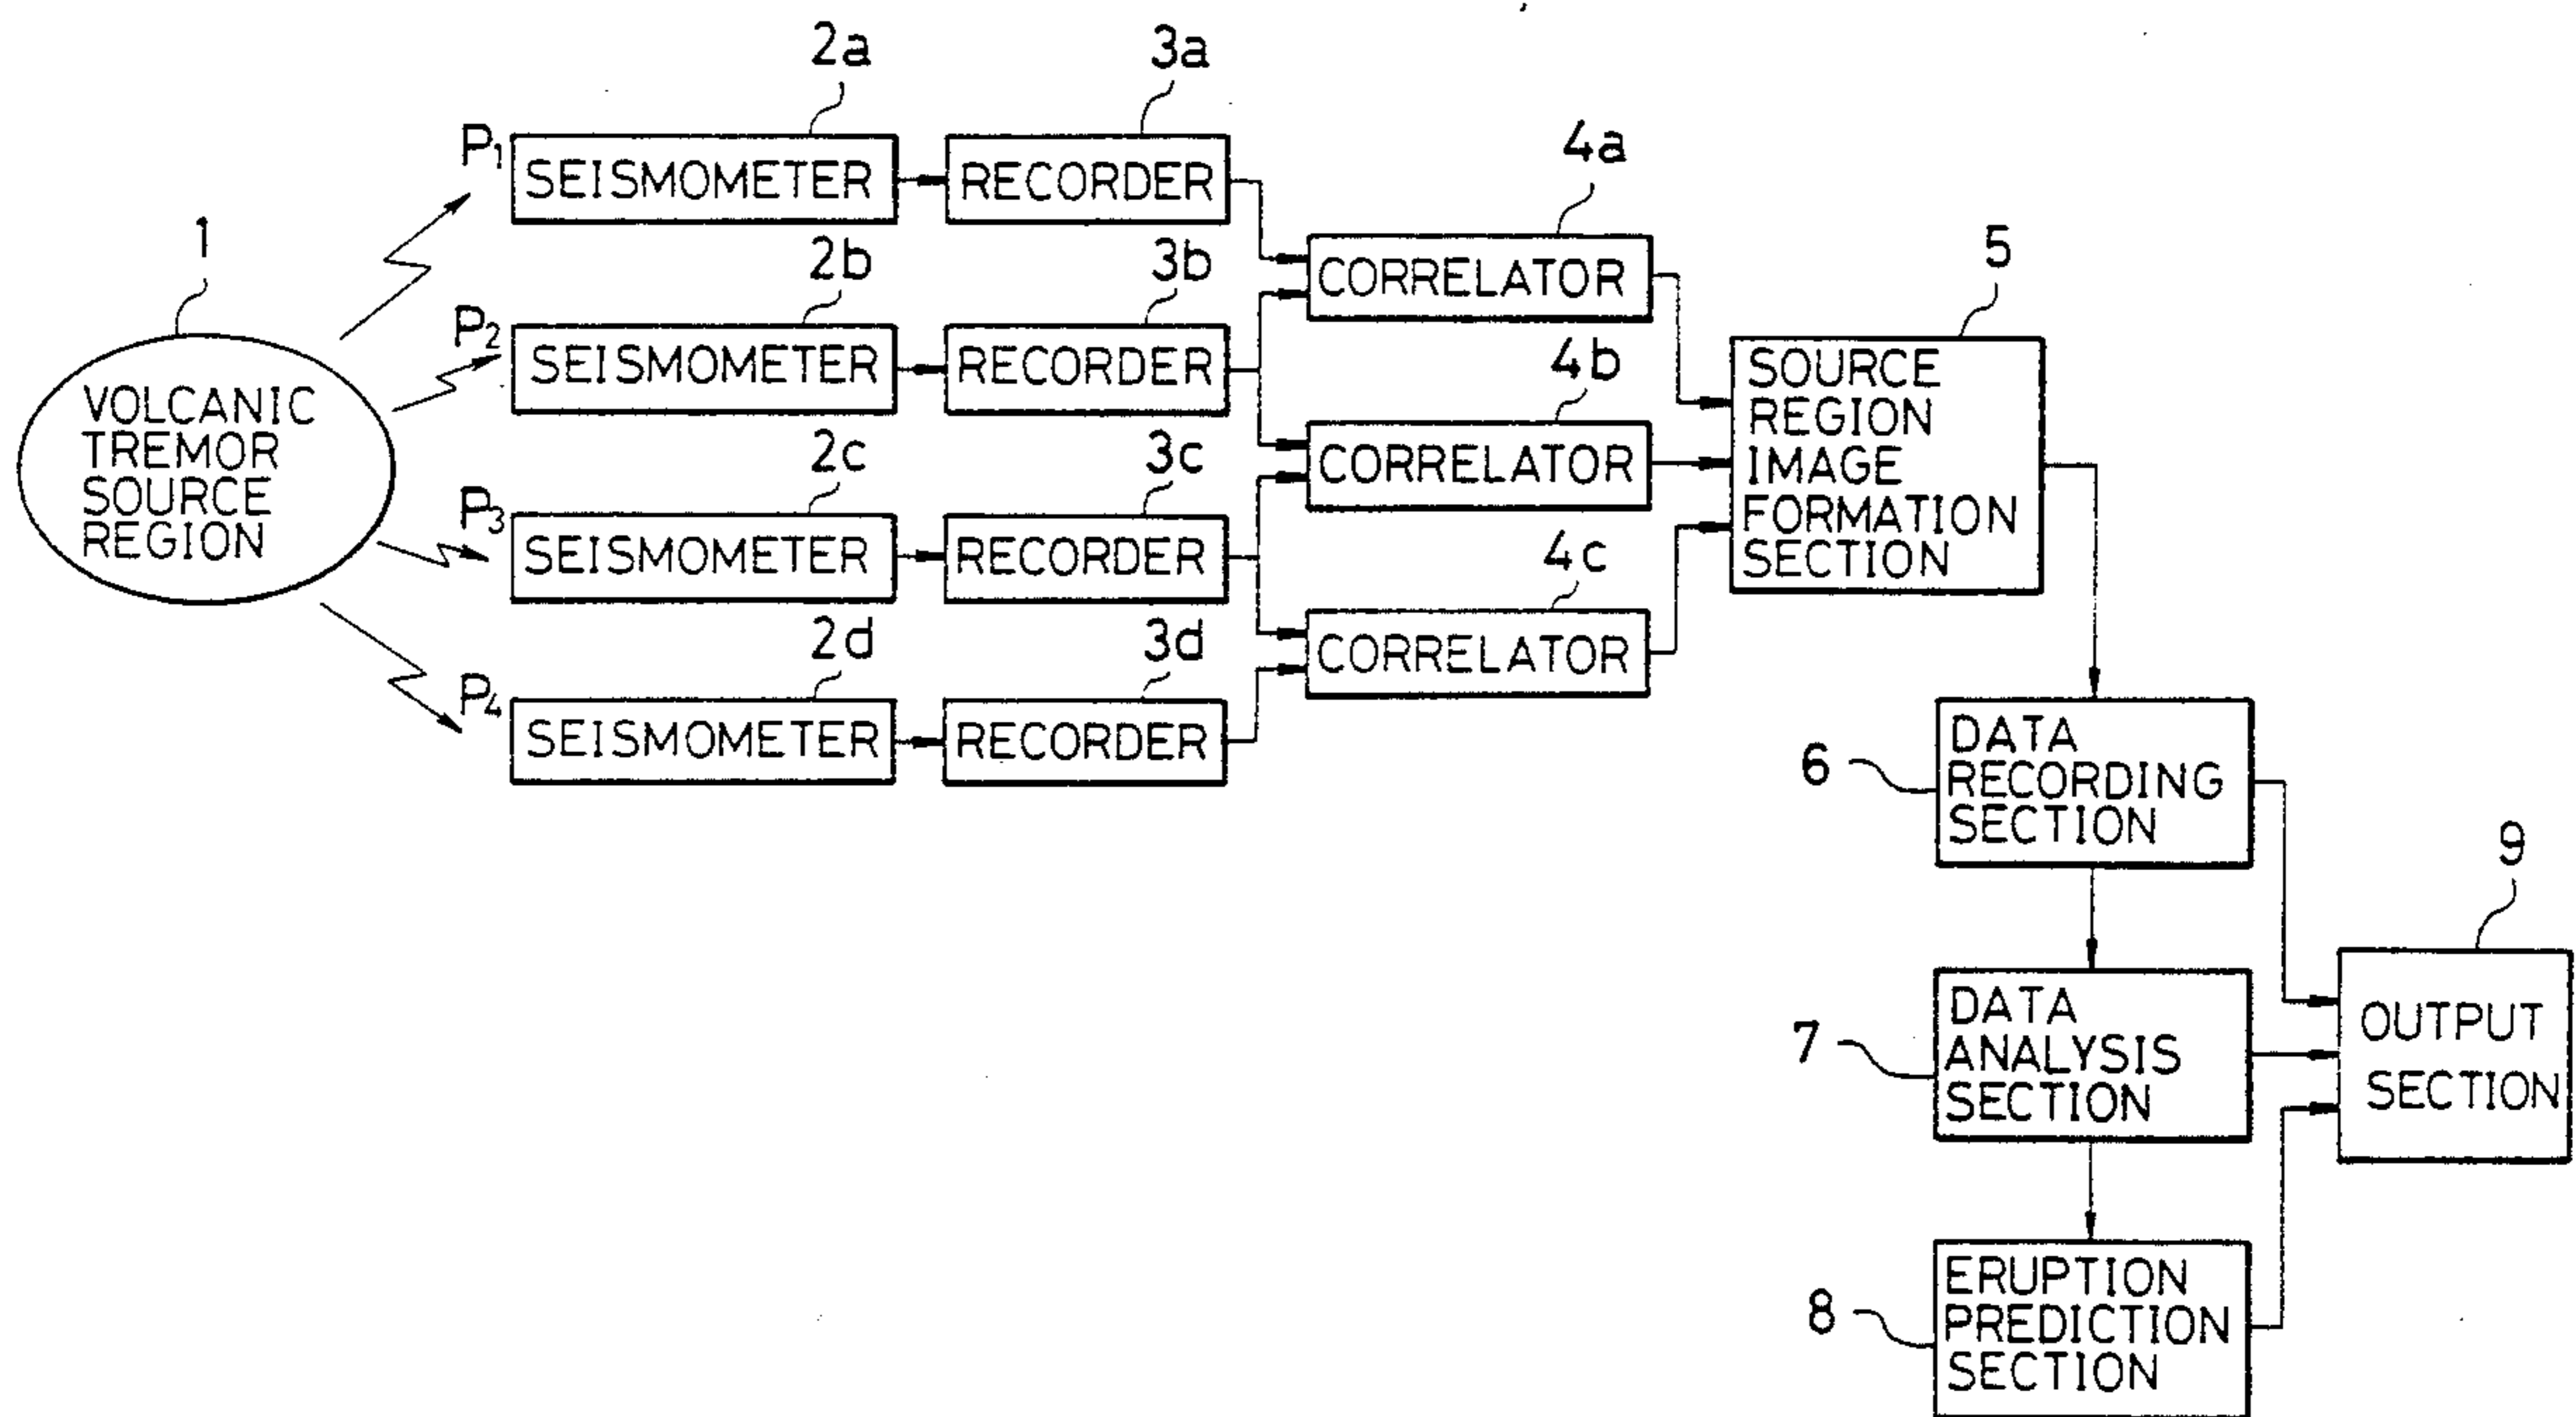 1
VOLCANIC
TREMOR
SOURCE
REGION
P1
2a
SEISMOMETER
3a
RECORDER
P2
2b
SEISMOMETER
3b
RECORDER
P3
2c
SEISMOMETER
3c
RECORDER
P4
2d
SEISMOMETER
3d
RECORDER
4a
CORRELATOR
4b
CORRELATOR
4c
CORRELATOR
5
SOURCE
REGION
IMAGE
FORMATION
SECTION
6
DATA
RECORDING
SECTION
7
DATA
ANALYSIS
SECTION
8
ERUPTION
PREDICTION
SECTION
9
OUTPUT
SECTION